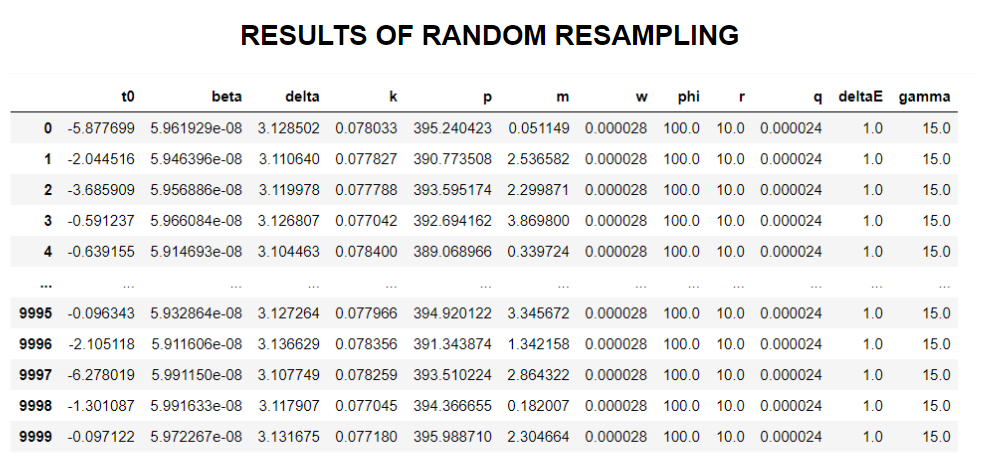 RESULTS OF RANDOM RESAMPLING
t0 beta delta k p m w phi r q deltaE gamma
0 -5.877699 5.961929e-08 3.128502 0.078033 395.240423 0.051149 0.000028 100.0 10.0 0.000024 1.0 15.0
1 -2.044516 5.946396e-08 3.110640 0.077827 390.773508 2.536582 0.000028 100.0 10.0 0.000024 1.0 15.0
2 -3.685909 5.956886e-08 3.119978 0.077788 393.595174 2.299871 0.000028 100.0 10.0 0.000024 1.0 15.0
3 -0.591237 5.966084e-08 3.126807 0.077042 392.694162 3.869800 0.000028 100.0 10.0 0.000024 1.0 15.0
4 -0.639155 5.914693e-08 3.104463 0.078400 389.068966 0.339724 0.000028 100.0 10.0 0.000024 1.0 15.0
... ... ... ... ... ... ... ... ... ... ... ... ...
9995 -0.096343 5.932864e-08 3.127264 0.077966 394.920122 3.345672 0.000028 100.0 10.0 0.000024 1.0 15.0
9996 -2.105118 5.911606e-08 3.136629 0.078356 391.343874 1.342158 0.000028 100.0 10.0 0.000024 1.0 15.0
9997 -6.278019 5.991150e-08 3.107749 0.078259 393.510224 2.864322 0.000028 100.0 10.0 0.000024 1.0 15.0
9998 -1.301087 5.991633e-08 3.117907 0.077045 394.366655 0.182007 0.000028 100.0 10.0 0.000024 1.0 15.0
9999 -0.097122 5.972267e-08 3.131675 0.077180 395.988710 2.304664 0.000028 100.0 10.0 0.000024 1.0 15.0